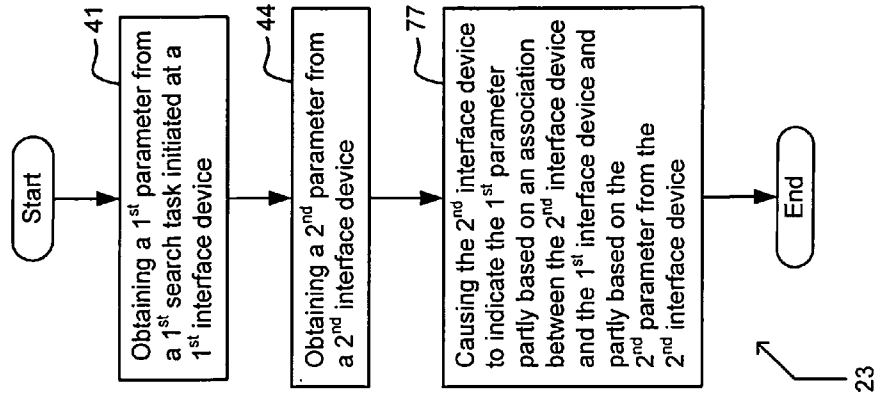 Start
41
Obtaining a 1st parameter from
a 1st search task initiated at a
1st interface device
44
Obtaining a 2nd parameter from
a 2nd interface device
77
Causing the 2nd interface device
to indicate the 1st parameter
partly based on an association
between the 2nd interface device
and the 1st interface device and
partly based on the
2nd parameter from the
2nd interface device
End
23